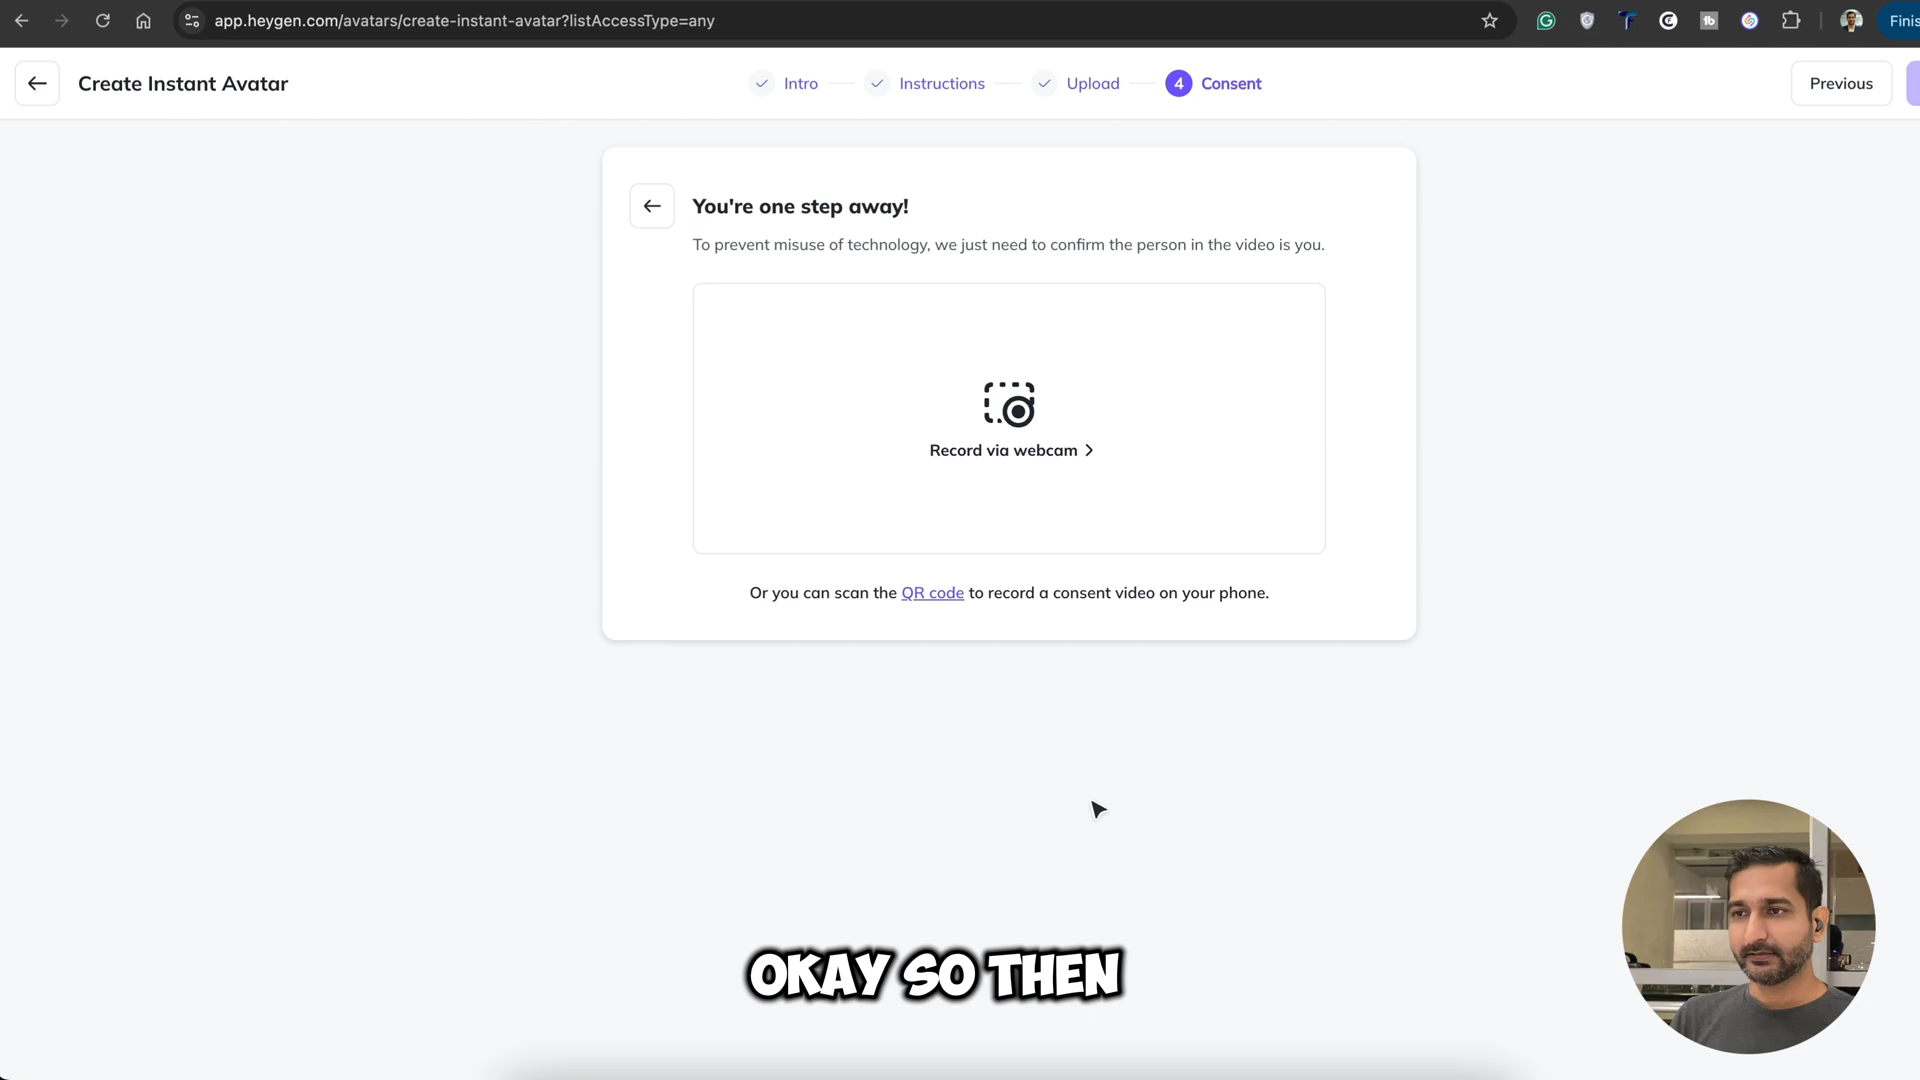 app.heygen.com/avatars/create-instant-avatar?listAccessType=any
Finis
Create Instant Avatar
Intro
Instructions
Upload
4 Consent
Previous
You're one step away!
To prevent misuse of technology, we just need to confirm the person in the video is you.
Record via webcam
Or you can scan the QR code to record a consent video on your phone.
OKAY SO THEN